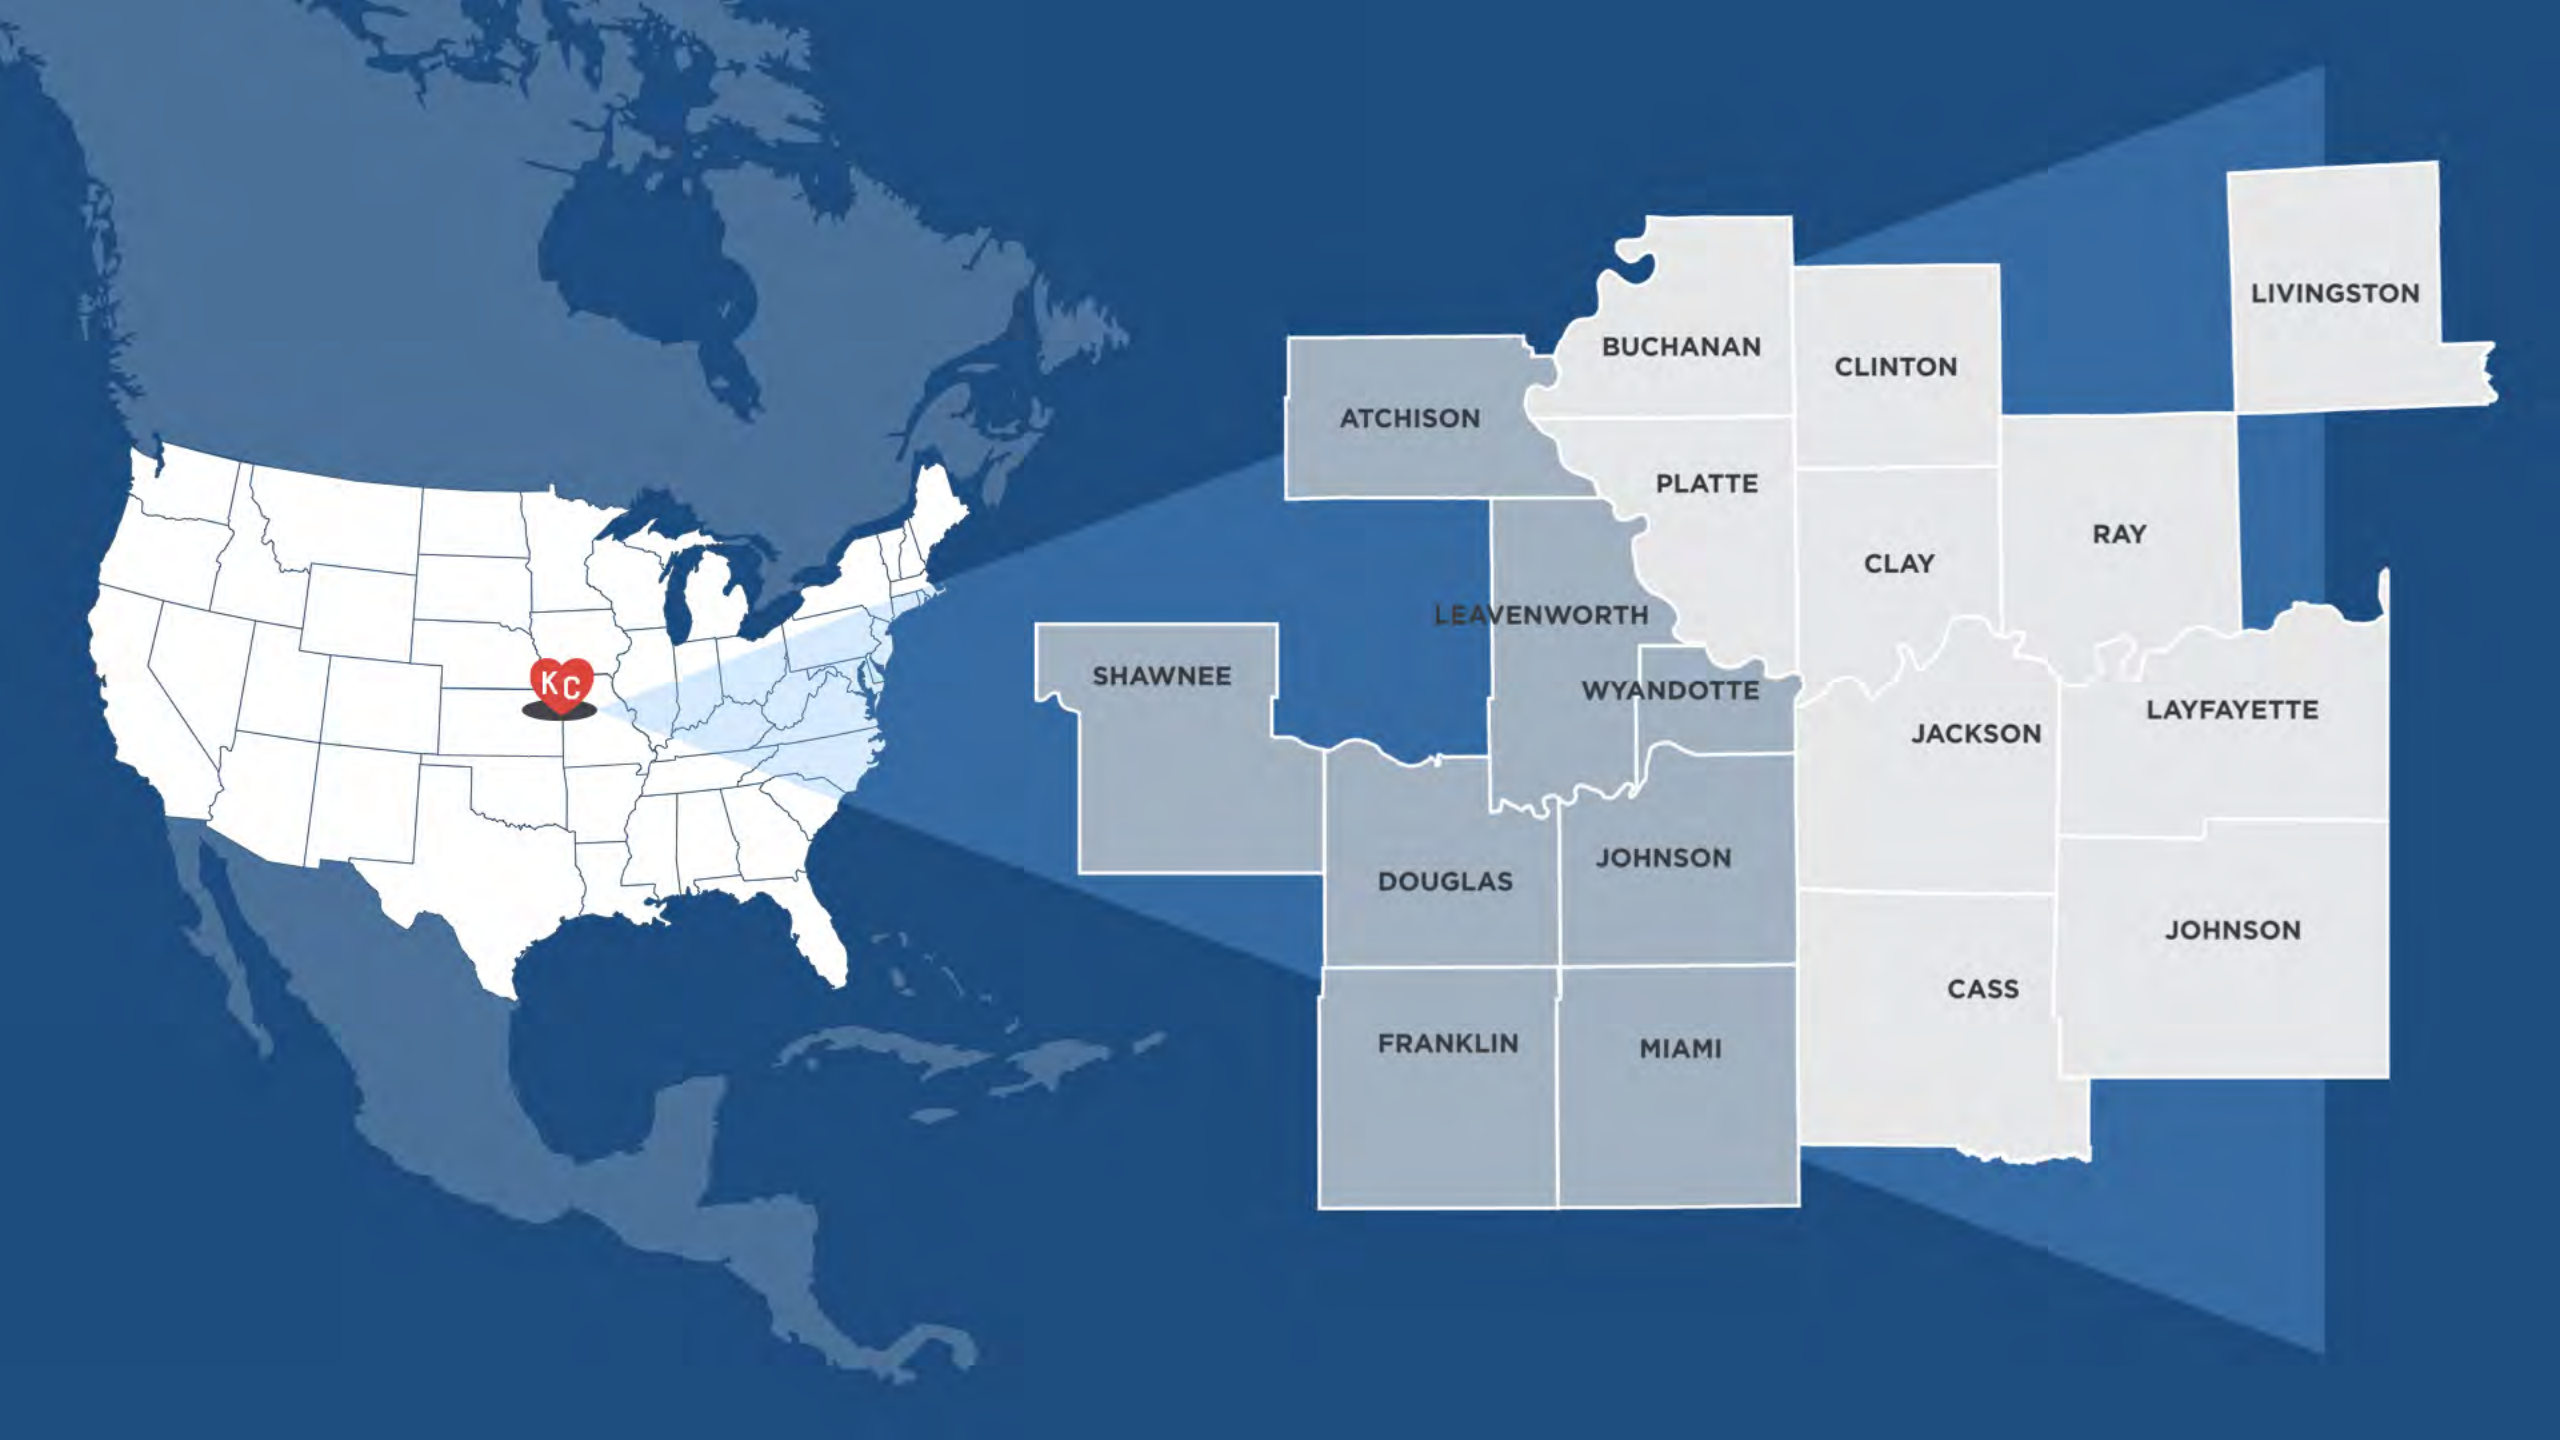 LIVINGSTON
BUCHANAN
CLINTON
ATCHISON
PLATTE
RAY
CLAY
LEAVENWORTH
SHAWNEE
KC
WYANDOTTE
LAYFAYETTE
JACKSON
JOHNSON
DOUGLAS
JOHNSON
CASS
FRANKLIN
MIAMI